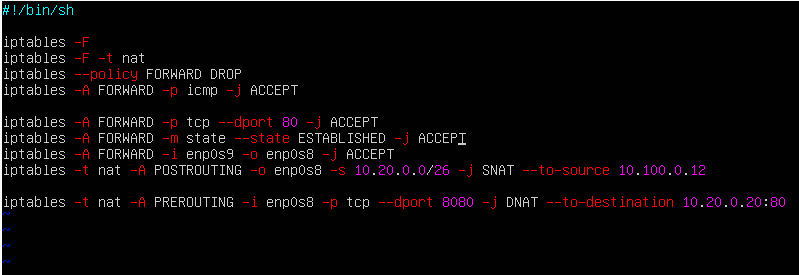 #!/bin/sh
iptables -F
iptables -F -t nat
iptables --policy FORWARD DROP
iptables -A FORWARD -p icmp -j ACCEPT
iptables -A FORWARD -p tcp --dport 80 -j ACCEPT
iptables -A FORWARD -m state --state ESTABLISHED -j ACCEPT
iptables -A FORWARD -i enp0s9 -o enp0s8 -j ACCEPT
iptables -t nat -A POSTROUTING -o enp0s8 -s 10.20.0.0/26 -j SNAT --to-source 10.100.0.12
iptables -t nat -A PREROUTING -i enp0s8 -p tcp --dport 8080 -j DNAT --to-destination 10.20.0.20:80
~
~
~
~